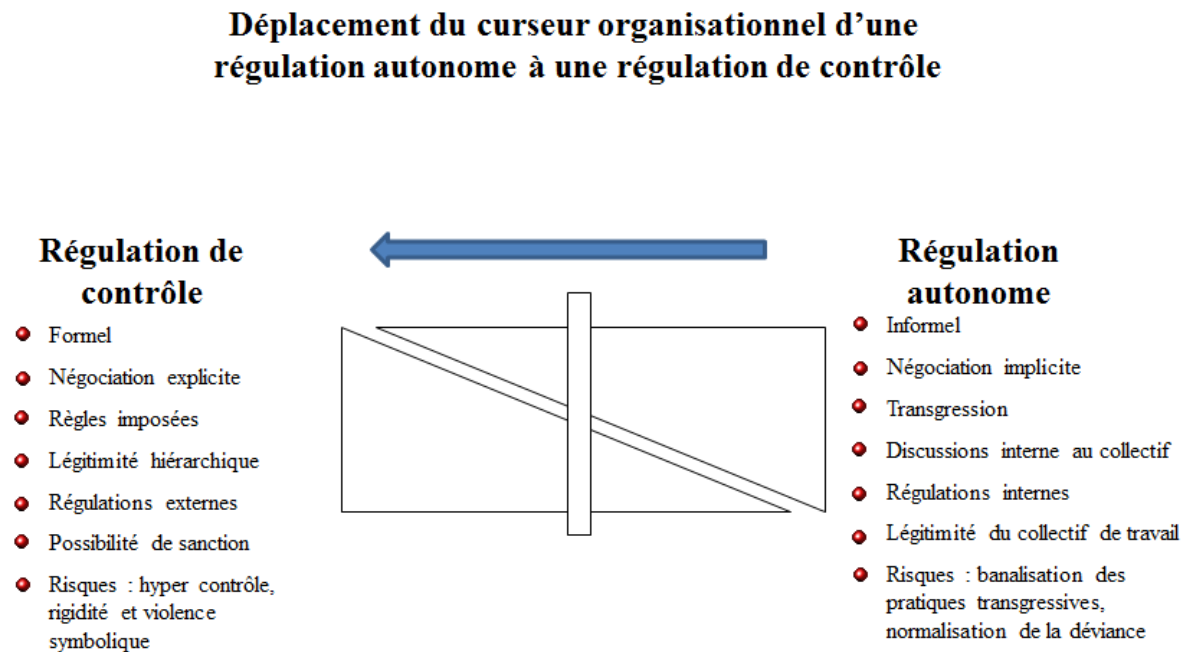 Déplacement du curseur organisationnel d’une
régulation autonome à une régulation de contrôle
Régulation de
contrôle
Formel
Négociation explicite
Règles imposées
Légitimité hiérarchique
Régulations externes
Possibilité de sanction
Risques : hyper contrôle,
rigidité et violence
symbolique
Régulation
autonome
Informel
Négociation implicite
Transgression
Discussions interne au collectif
Régulations internes
Légitimité du collectif de travail
Risques : banalisation des
pratiques transgressives,
normalisation de la déviance